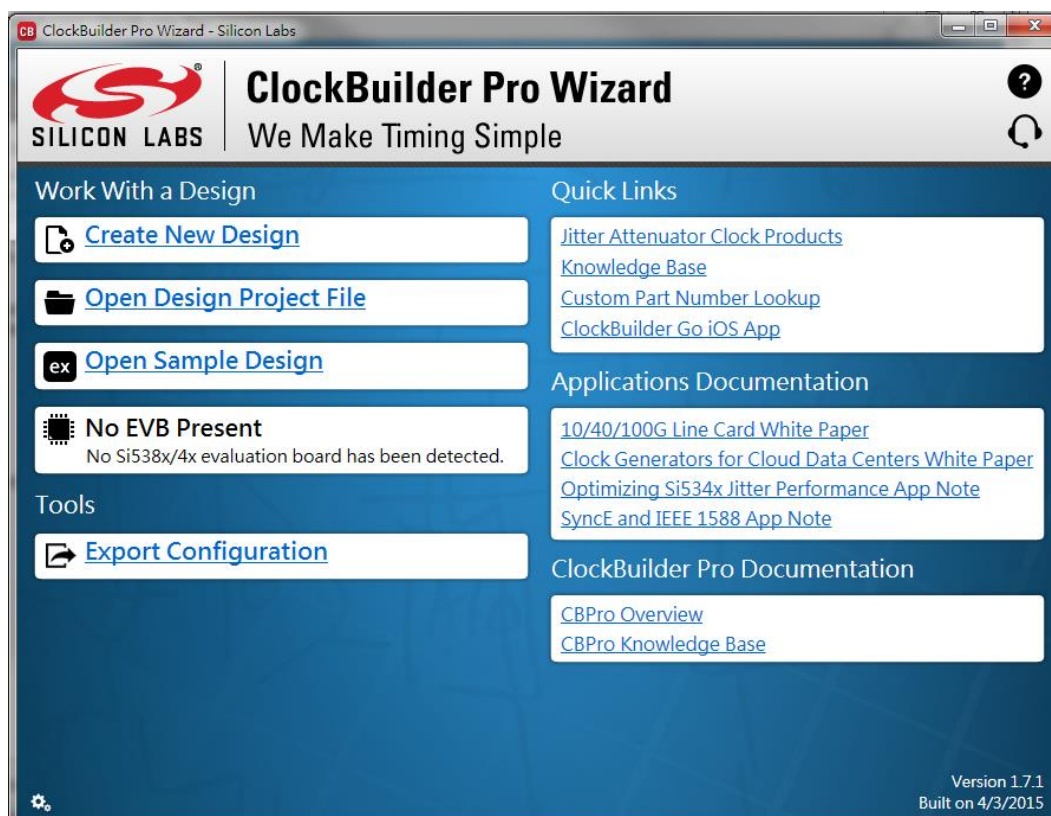 CB ClockBuilder Pro Wizard - Silicon Labs
SILICON LABS
®
ClockBuilder Pro Wizard
We Make Timing Simple
?
Work With a Design
Create New Design
Open Design Project File
ex Open Sample Design
No EVB Present
No Si538x/4x evaluation board has been detected.
Tools
Export Configuration
Quick Links
Jitter Attenuator Clock Products
Knowledge Base
Custom Part Number Lookup
ClockBuilder Go iOS App
Applications Documentation
10/40/100G Line Card White Paper
Clock Generators for Cloud Data Centers White Paper
Optimizing Si534x Jitter Performance App Note
SyncE and IEEE 1588 App Note
ClockBuilder Pro Documentation
CBPro Overview
CBPro Knowledge Base
Version 1.7.1
Built on 4/3/2015